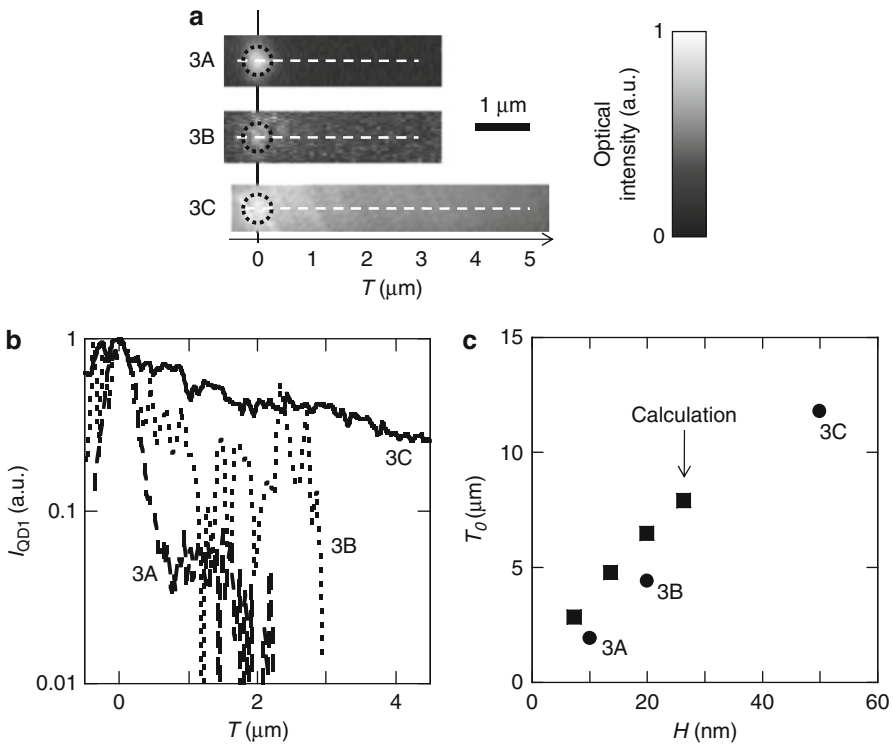 a
3A
3B
3C
1 μm
0 1 2 3 4 5
T (μm)
1
Optical
intensity (a.u.)
0
b
1
0.1
0.01
I_QD1 (a.u.)
3A
3B
3C
0 2 4
T (μm)
c
15
10
5
0
T_0 (μm)
Calculation
3A
3B
3C
0 20 40 60
H (nm)